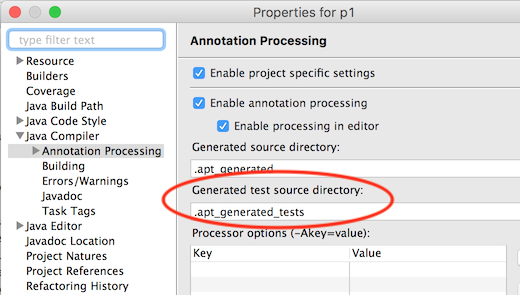 Properties for p1
type filter text
Resource
Builders
Coverage
Java Build Path
Java Code Style
Java Compiler
Annotation Processing
Building
Errors/Warnings
Javadoc
Task Tags
Java Editor
Javadoc Location
Project Natures
Project References
Refactoring History
Annotation Processing
Enable project specific settings
Enable annotation processing
Enable processing in editor
Generated source directory:
.apt_generated
Generated test source directory:
.apt_generated_tests
Processor options (-Akey=value):
Key Value